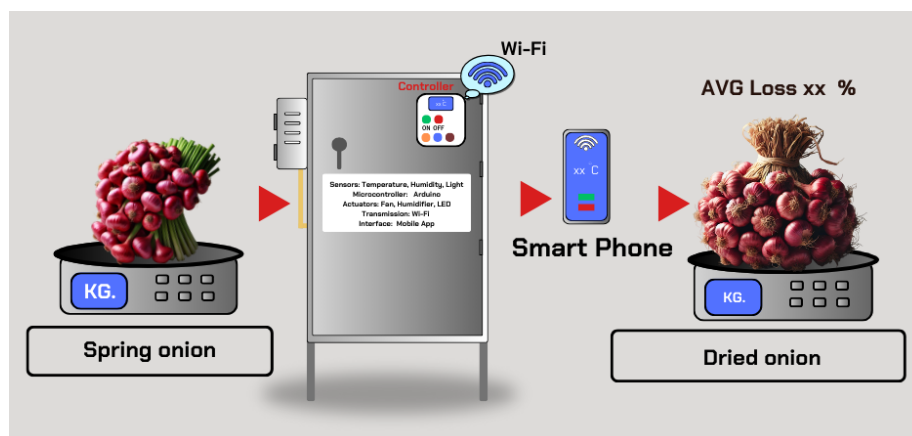 Wi-Fi
Controller
xx C
ON OFF
AVG Loss xx %
Sensors: Temperature, Humidity, Light
Microcontroller: Arduino
Actuators: Fan, Humidifier, LED
Transmission: Wi-Fi
Interface: Mobile App
xx °C
Smart Phone
KG.
KG.
Spring onion
Dried onion